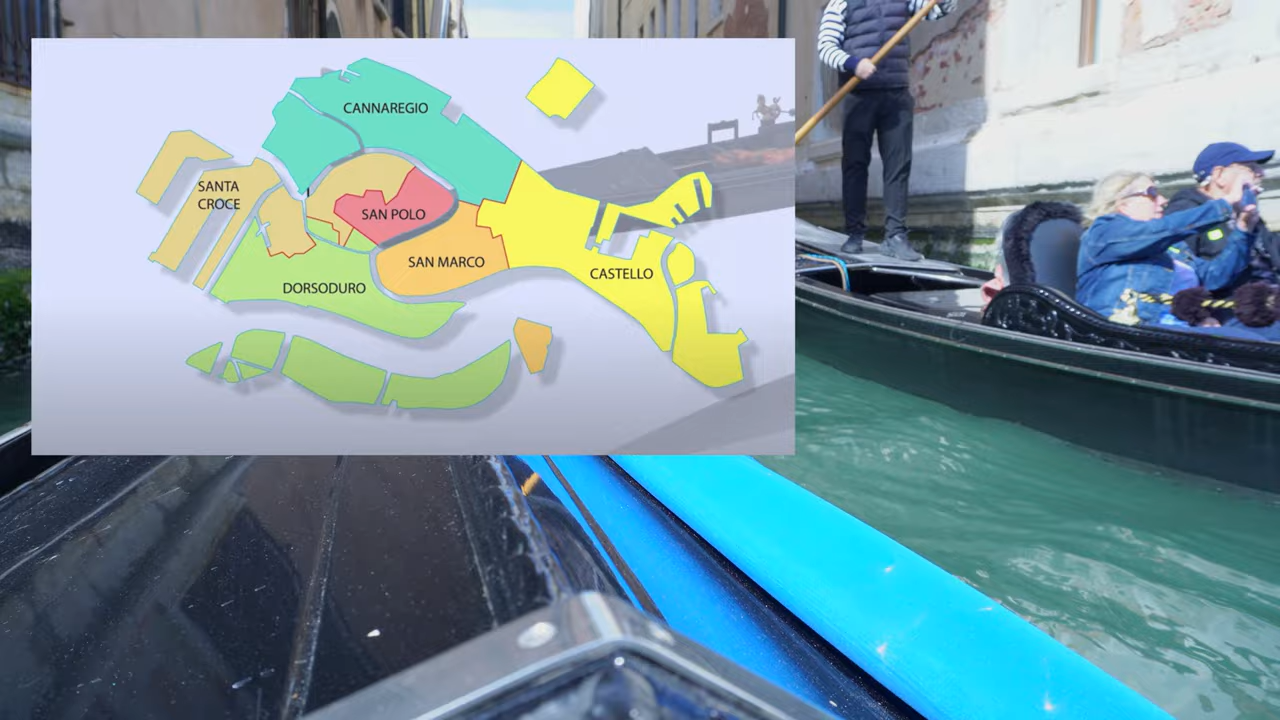 CANNAREGIO
SANTA
CROCE
SAN POLO
SAN MARCO
CASTELLO
DORSODURO